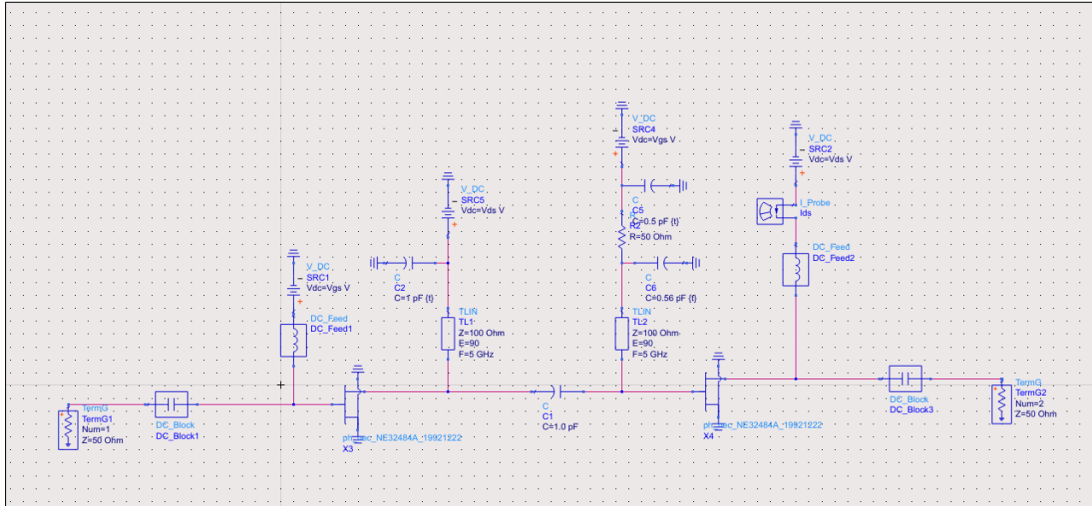 V_DC
SRC4
Vdc=Vgs V
V_DC
SRC2
Vdc=Vds V
V_DC
SRC5
Vdc=Vds V
C
C5
C=0.5 pF {t}
R2
R=50 Ohm
I_Probe
Ids
DC_Feed
DC_Feed2
V_DC
SRC1
Vdc=Vgs V
C
C2
C=1 pF {t}
C
C6
C=0.56 pF {t}
DC_Feed
DC_Feed1
TLIN
TL1
Z=100 Ohm
E=90
F=5 GHz
TLIN
TL2
Z=100 Ohm
E=90
F=5 GHz
TermG
TermG1
Num=1
Z=50 Ohm
DC_Block
DC_Block1
X3
C
C1
C=1.0 pF
X4
DC_Block
DC_Block3
TermG
TermG2
Num=2
Z=50 Ohm